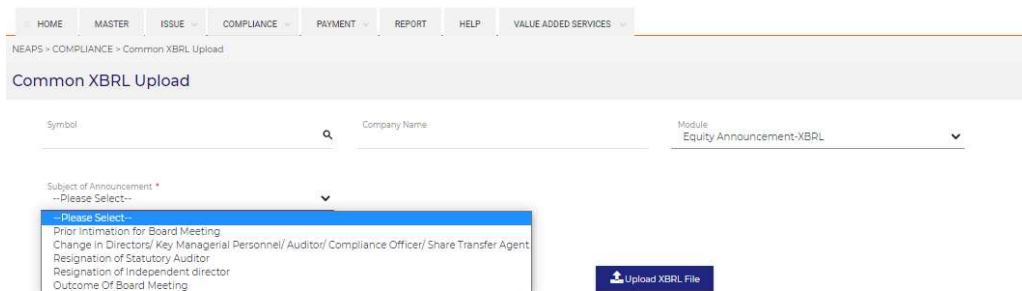 HOME MASTER ISSUE COMPLIANCE PAYMENT REPORT HELP VALUE ADDED SERVICES
NEAPS > COMPLIANCE > Common XBRL Upload
Common XBRL Upload
Symbol Company Name Module
Equity Announcement-XBRL
Subject of Announcement *
--Please Select--
--Please Select--
Prior Intimation for Board Meeting
Change in Directors/ Key Managerial Personnel/ Auditor/ Compliance Officer/ Share Transfer Agent
Resignation of Statutory Auditor
Resignation of Independent director
Outcome Of Board Meeting
Upload XBRL File